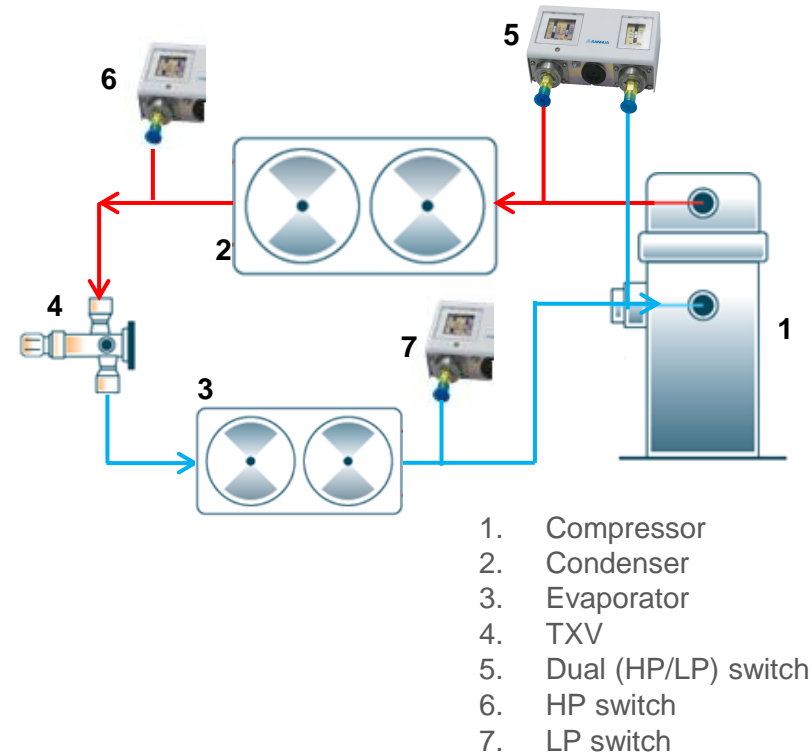 5
SAMHWA
6
2
4
1
7
3
1. Compressor
2. Condenser
3. Evaporator
4. TXV
5. Dual (HP/LP) switch
6. HP switch
7. LP switch